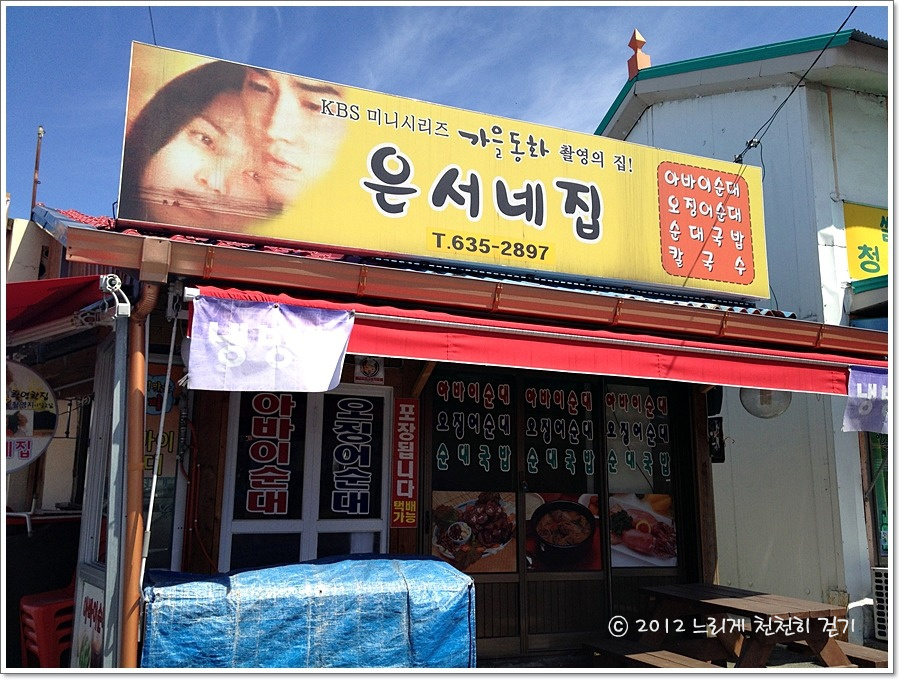 KBS 미니시리즈 가을동화 촬영의 집!
은서네집
T.635-2897
아바이순대
오징어순대
순대국밥
칼국수
청
냉방
냉방
네집
아바이순대
오징어순대
포장됩니다
택배
가능
아바이순대
오징어순대
순대국밥
아바이순대
오징어순대
순대국밥
아바이순대
오징어순대
순대국밥
© 2012 느리게 천천히 걷기